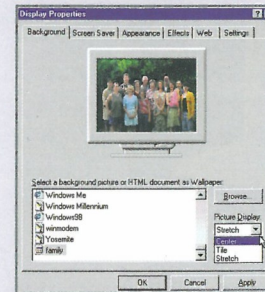 Display Properties ?
Background Screen Saver Appearance Effects Web Settings
Select a background picture or HTML document as Wallpaper:
Windows Me
Windows Millennium
Windows98
winmodem
Yosemite
family
Browse...
Picture Display:
Stretch
Center
Tile
Stretch
OK Cancel Apply